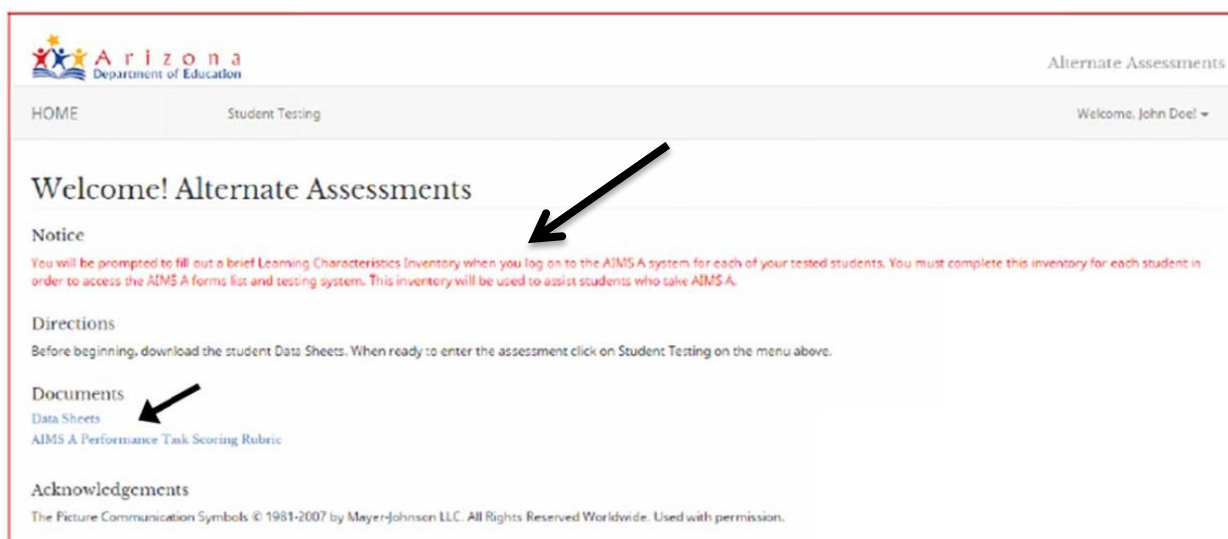 Arizona
Department of Education
Alternate Assessments
HOME Student Testing Welcome, John Doe!
Welcome! Alternate Assessments
Notice
You will be prompted to fill out a brief Learning Characteristics Inventory when you log on to the AIMS A system for each of your tested students. You must complete this inventory for each student in
order to access the AIMS A forms list and testing system. This inventory will be used to assist students who take AIMS A.
Directions
Before beginning, download the student Data Sheets. When ready to enter the assessment click on Student Testing on the menu above.
Documents
Data Sheets
AIMS A Performance Task Scoring Rubric
Acknowledgements
The Picture Communication Symbols © 1981-2007 by Mayer-Johnson LLC. All Rights Reserved Worldwide. Used with permission.